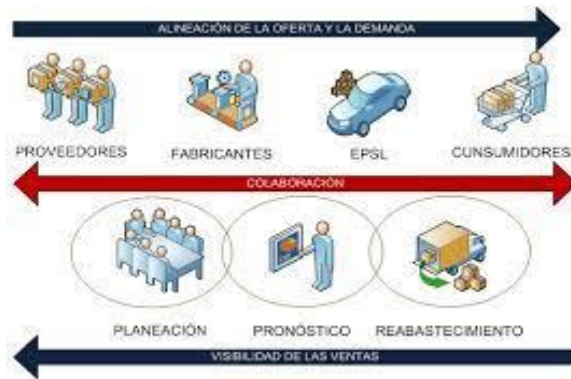 ALINEACIÓN DE LA OFERTA Y LA DEMANDA
PROVEEDORES FABRICANTES EPSL CUNSUMIDORES
COLABORACIÓN
PLANEACIÓN PRONÓSTICO REABASTECIMIENTO
VISIBILIDAD DE LAS VENTAS